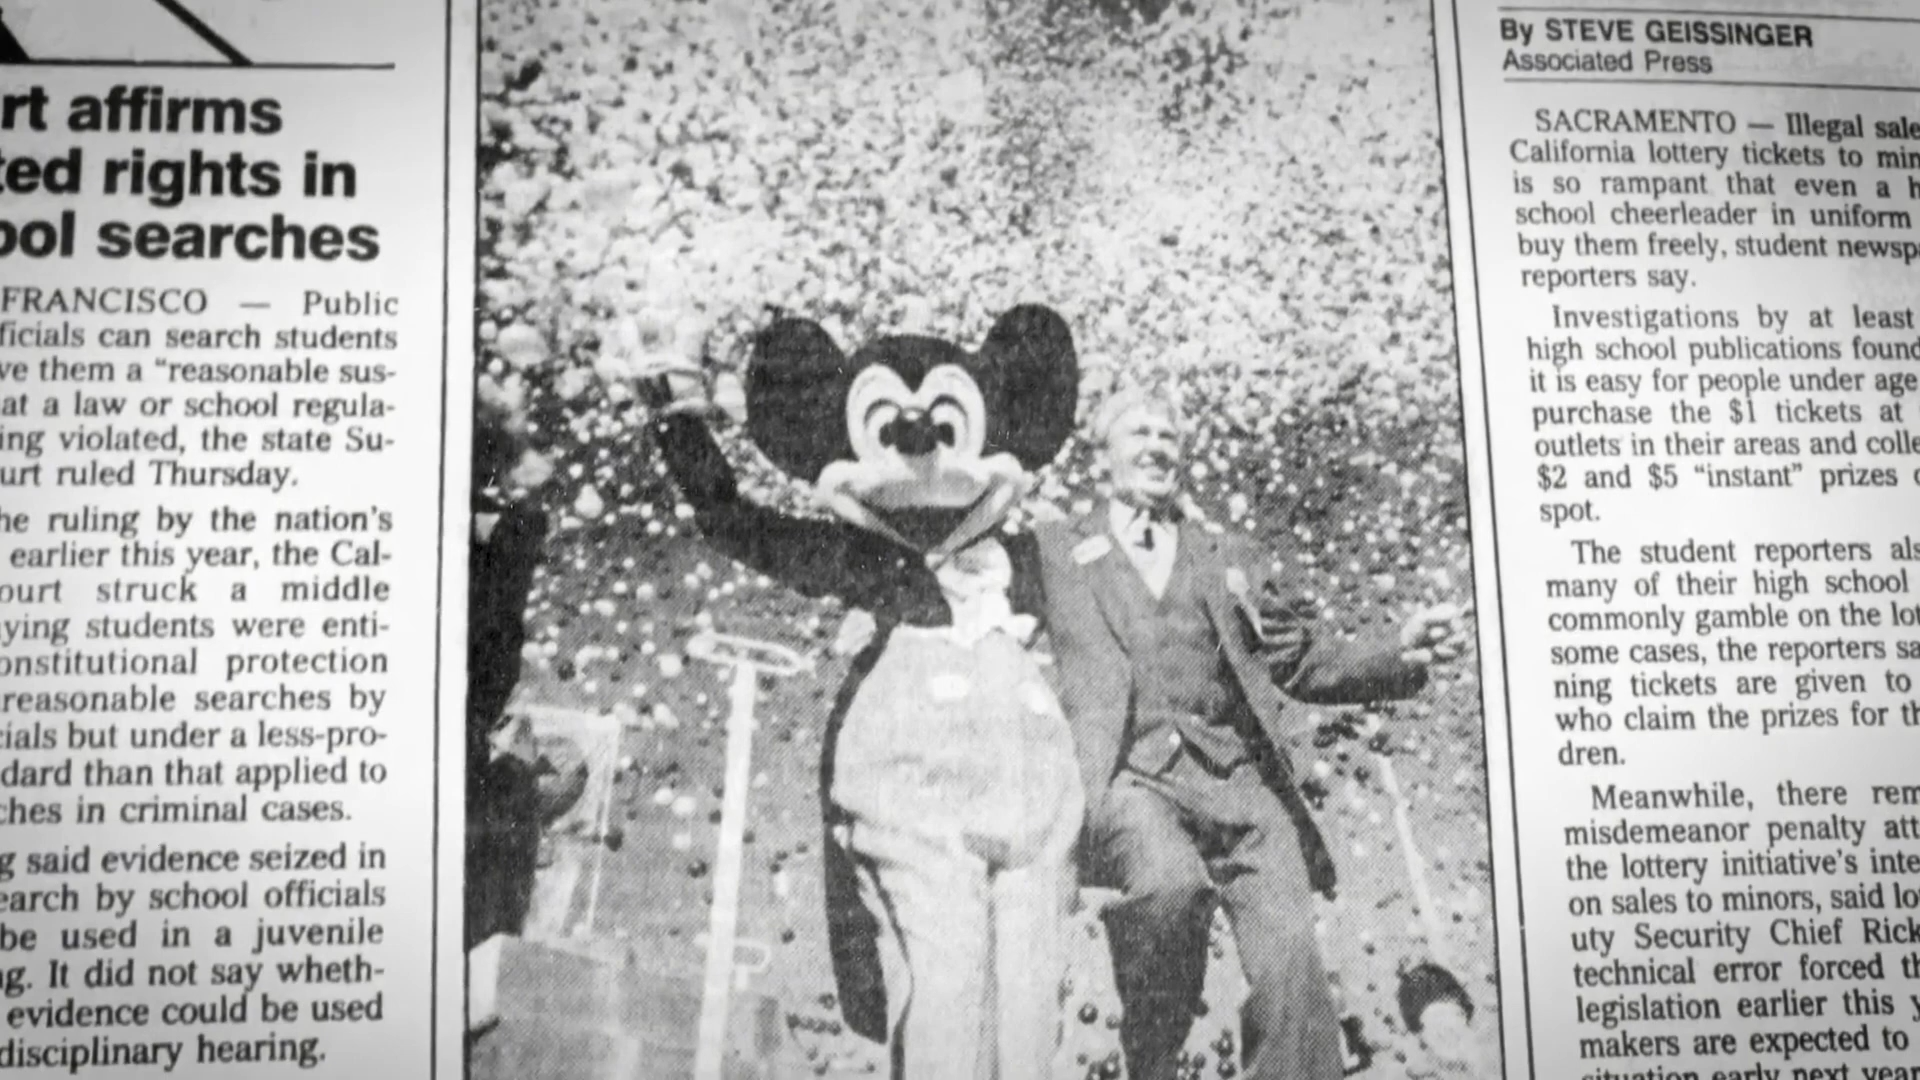 rt affirms
ted rights in
ool searches
FRANCISCO — Public
ficials can search students
ve them a "reasonable sus-
at a law or school regula-
ing violated, the state Su-
urt ruled Thursday.
he ruling by the nation's
earlier this year, the Cal-
ourt struck a middle
ying students were enti-
onstitutional protection
reasonable searches by
cials but under a less-pro-
dard than that applied to
ches in criminal cases.
g said evidence seized in
earch by school officials
be used in a juvenile
ng. It did not say wheth-
evidence could be used
disciplinary hearing.
By STEVE GEISSINGER
Associated Press
SACRAMENTO — Illegal sale
California lottery tickets to min
is so rampant that even a h
school cheerleader in uniform
buy them freely, student newsp
reporters say.
Investigations by at least
high school publications found
it is easy for people under age
purchase the $1 tickets at
outlets in their areas and colle
$2 and $5 "instant" prizes o
spot.
The student reporters als
many of their high school
commonly gamble on the lot
some cases, the reporters sa
ning tickets are given to
who claim the prizes for th
dren.
Meanwhile, there rem
misdemeanor penalty att
the lottery initiative's inte
on sales to minors, said lo
uty Security Chief Rick
technical error forced th
legislation earlier this y
makers are expected to
situation early next year